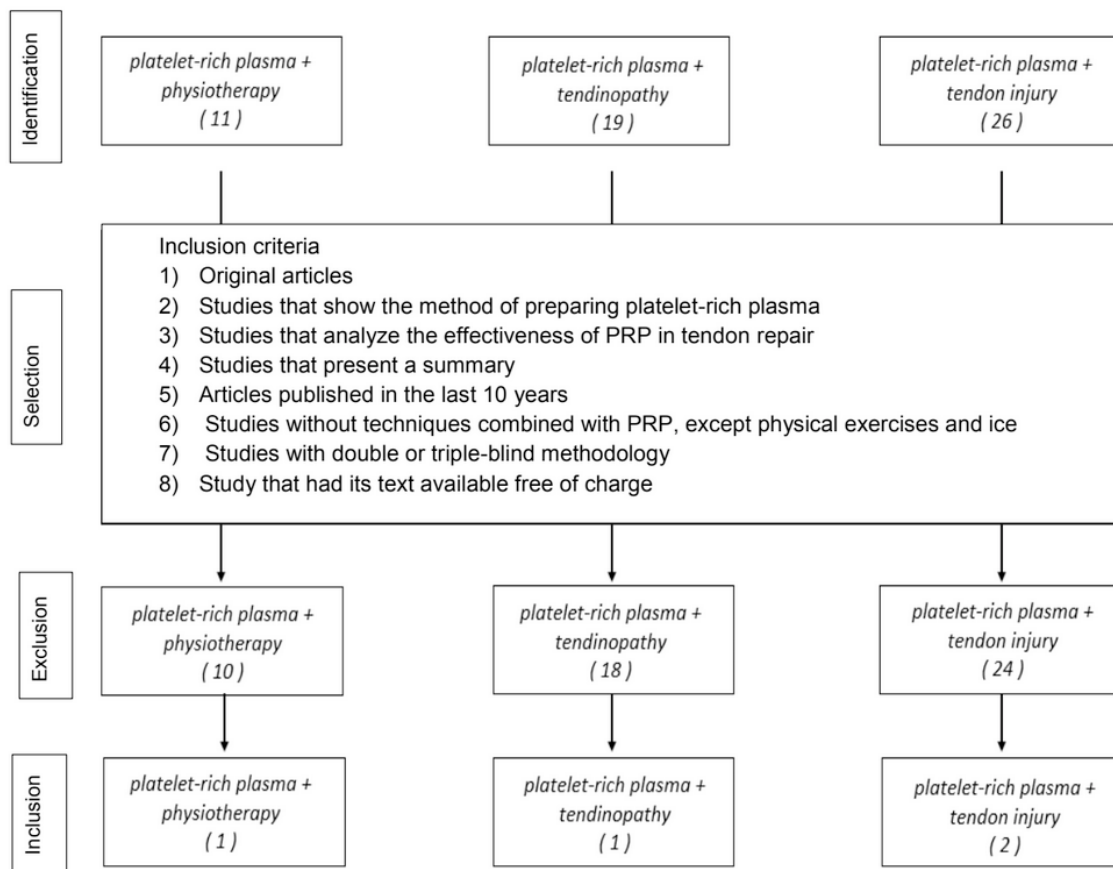 Identification
platelet-rich plasma +
physiotherapy
( 11 )
platelet-rich plasma +
tendinopathy
( 19 )
platelet-rich plasma +
tendon injury
( 26 )
Selection
Inclusion criteria
1) Original articles
2) Studies that show the method of preparing platelet-rich plasma
3) Studies that analyze the effectiveness of PRP in tendon repair
4) Studies that present a summary
5) Articles published in the last 10 years
6) Studies without techniques combined with PRP, except physical exercises and ice
7) Studies with double or triple-blind methodology
8) Study that had its text available free of charge
Exclusion
platelet-rich plasma +
physiotherapy
( 10 )
platelet-rich plasma +
tendinopathy
( 18 )
platelet-rich plasma +
tendon injury
( 24 )
Inclusion
platelet-rich plasma +
physiotherapy
( 1 )
platelet-rich plasma +
tendinopathy
( 1 )
platelet-rich plasma +
tendon injury
( 2 )